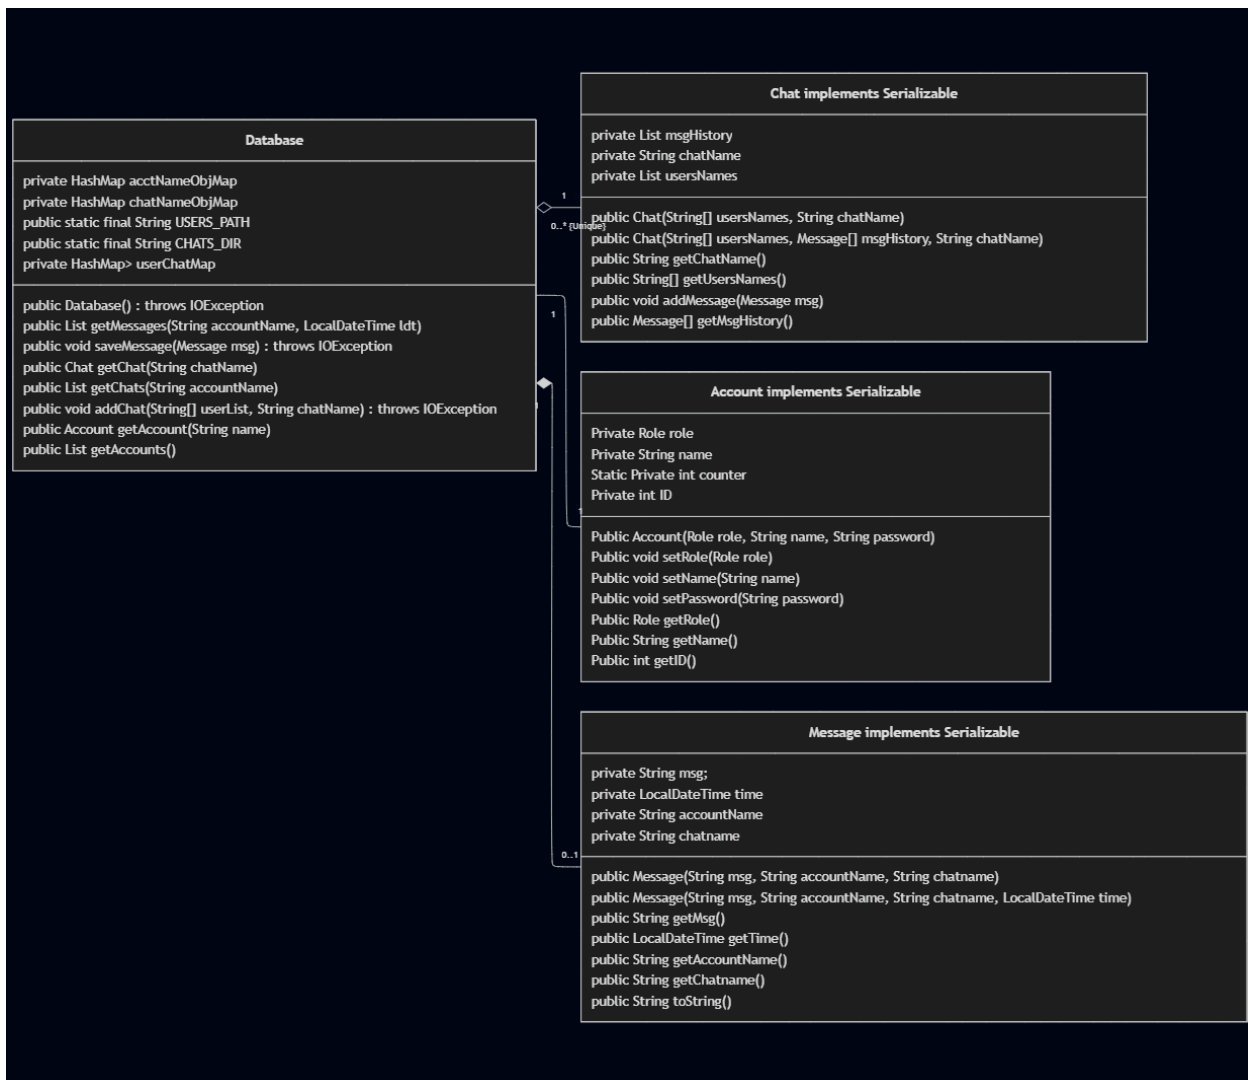 Database
private HashMap acctNameObjMap
private HashMap chatNameObjMap
public static final String USERS_PATH
public static final String CHATS_DIR
private HashMap> userChatMap
public Database() : throws IOException
public List getMessages(String accountName, LocalDateTime ldt)
public void saveMessage(Message msg) : throws IOException
public Chat getChat(String chatName)
public List getChats(String accountName)
public void addChat(String[] userList, String chatName) : throws IOException
public Account getAccount(String name)
public List getAccounts()
1
0..* {Unique}
1
1
1
0..1
Chat implements Serializable
private List msgHistory
private String chatName
private List usersNames
public Chat(String[] usersNames, String chatName)
public Chat(String[] usersNames, Message[] msgHistory, String chatName)
public String getChatName()
public String[] getUsersNames()
public void addMessage(Message msg)
public Message[] getMsgHistory()
Account implements Serializable
Private Role role
Private String name
Static Private int counter
Private int ID
Public Account(Role role, String name, String password)
Public void setRole(Role role)
Public void setName(String name)
Public void setPassword(String password)
Public Role getRole()
Public String getName()
Public int getID()
Message implements Serializable
private String msg;
private LocalDateTime time
private String accountName
private String chatname
public Message(String msg, String accountName, String chatname)
public Message(String msg, String accountName, String chatname, LocalDateTime time)
public String getMsg()
public LocalDateTime getTime()
public String getAccountName()
public String getChatname()
public String toString()